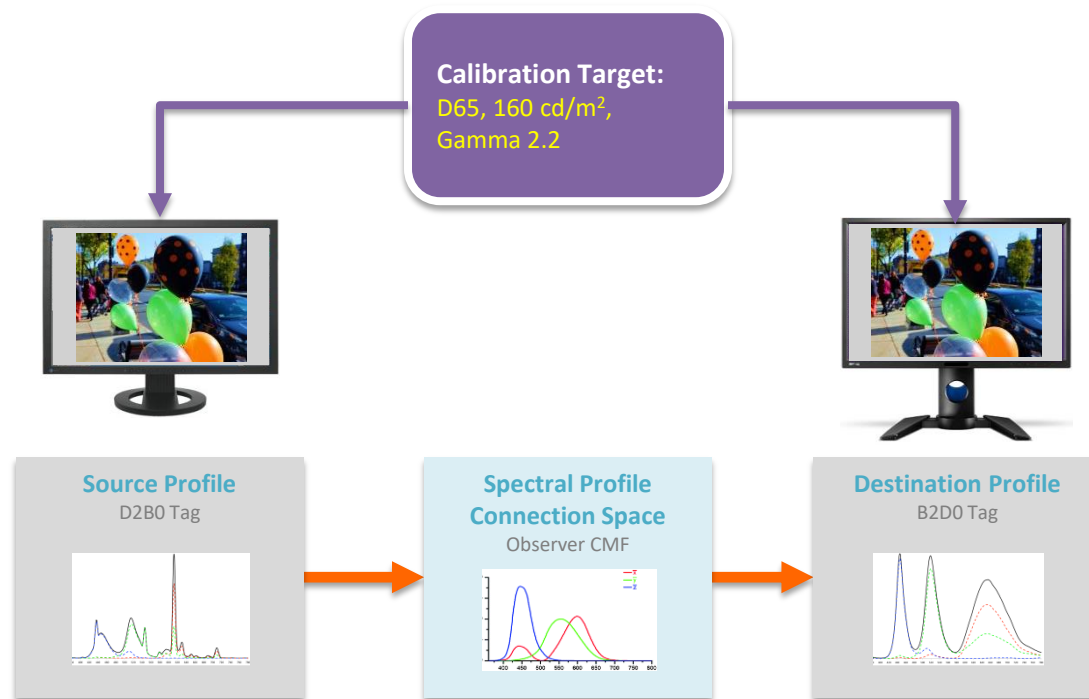 Calibration Target:
D65, 160 cd/m²,
Gamma 2.2
Source Profile
D2B0 Tag
Spectral Profile
Connection Space
Observer CMF
400 450 500 550 600 650 700 750 800
Destination Profile
B2D0 Tag